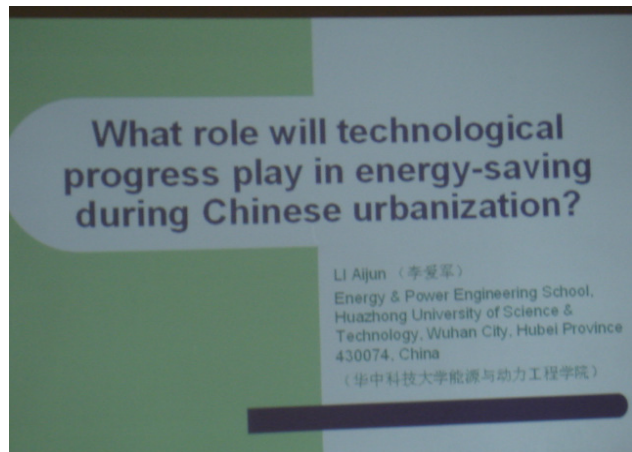 What role will technological
progress play in energy-saving
during Chinese urbanization?
LI Aijun （李爱军）
Energy & Power Engineering School,
Huazhong University of Science &
Technology, Wuhan City, Hubei Province
430074, China
（华中科技大学能源与动力工程学院）